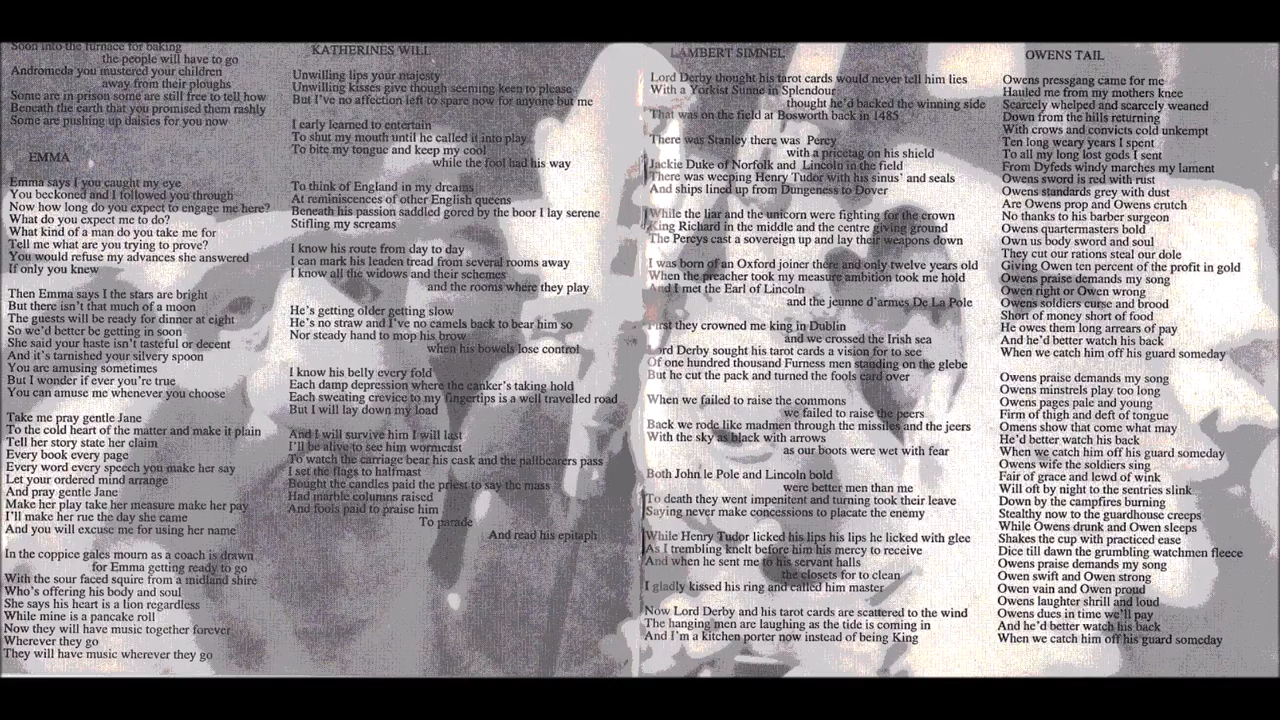 Soon into the furnace for baking
the people will have to go
Andromeda you mustered your children
away from their ploughs
Some are in prison some are still free to tell how
Beneath the earth that you promised them rashly
Some are pushing up daisies for you now
EMMA
Emma says I you caught my eye
You beckoned and I followed you through
Now how long do you expect to engage me here?
What do you expect me to do?
What kind of a man do you take me for
Tell me what are you trying to prove?
You would refuse my advances she answered
If only you knew
Then Emma says I the stars are bright
But there isn't that much of a moon
The guests will be ready for dinner at eight
So we'd better be getting in soon
She said your haste isn't tasteful or decent
And it's tarnished your silvery spoon
You are amusing sometimes
But I wonder if ever you're true
You can amuse me whenever you choose
Take me pray gentle Jane
To the cold heart of the matter and make it plain
Tell her story state her claim
Every book every page
Every word every speech you make her say
Let your ordered mind arrange
And pray gentle Jane
Make her play take her measure make her pay
I'll make her rue the day she came
And you will excuse me for using her name
In the coppice gales mourn as a coach is drawn
for Emma getting ready to go
With the sour faced squire from a midland shire
Who's offering his body and soul
She says his heart is a lion regardless
While mine is a pancake roll
Now they will have music together forever
Wherever they go
They will have music wherever they go
KATHERINES WILL
Unwilling lips your majesty
Unwilling kisses give though seeming keen to please
But I've no affection left to spare now for anyone but me
I early learned to entertain
To shut my mouth until he called it into play
To bite my tongue and keep my cool
while the fool had his way
To think of England in my dreams
At reminiscences of other English queens
Beneath his passion saddled gored by the boor I lay serene
Stifling my screams
I know his route from day to day
I can mark his leaden tread from several rooms away
I know all the widows and their schemes
and the rooms where they play
He's getting older getting slow
He's no straw and I've no camels back to bear him so
Nor steady hand to mop his brow
when his bowels lose control
I know his belly every fold
Each damp depression where the canker's taking hold
Each sweating crevice to my fingertips is a well travelled road
But I will lay down my load
And I will survive him I will last
I'll be alive to see him wormcast
To watch the carriage bear his cask and the pallbearers pass
I set the flags to halfmast
Bought the candles paid the priest to say the mass
Had marble columns raised
And fools paid to praise him
To parade
And read his epitaph
LAMBERT SIMNEL
Lord Derby thought his tarot cards would never tell him lies
With a Yorkist Sunne in Splendour
thought he'd backed the winning side
That was on the field at Bosworth back in 1485
There was Stanley there was Percy
with a pricetag on his shield
Jackie Duke of Norfolk and Lincoln in the field
There was weeping Henry Tudor with his sinus' and seals
And ships lined up from Dungeness to Dover
While the liar and the unicorn were fighting for the crown
King Richard in the middle and the centre giving ground
The Percys cast a sovereign up and lay their weapons down
I was born of an Oxford joiner there and only twelve years old
When the preacher took my measure ambition took me hold
And I met the Earl of Lincoln
and the jeunne d'armes De La Pole
First they crowned me king in Dublin
and we crossed the Irish sea
Lord Derby sought his tarot cards a vision for to see
Of one hundred thousand Furness men standing on the glebe
But he cut the pack and turned the fools card over
When we failed to raise the commons
we failed to raise the peers
Back we rode like madmen through the missiles and the jeers
With the sky as black with arrows
as our boots were wet with fear
Both John le Pole and Lincoln bold
were better men than me
To death they went impenitent and turning took their leave
Saying never make concessions to placate the enemy
While Henry Tudor licked his lips his lips he licked with glee
As I trembling knelt before him his mercy to receive
And when he sent me to his servant halls
the closets for to clean
I gladly kissed his ring and called him master
Now Lord Derby and his tarot cards are scattered to the wind
The hanging men are laughing as the tide is coming in
And I'm a kitchen porter now instead of being King
OWENS TAIL
Owens pressgang came for me
Hauled me from my mothers knee
Scarcely whelped and scarcely weaned
Down from the hills returning
With crows and convicts cold unkempt
Ten long weary years I spent
To all my long lost gods I sent
From Dyfeds windy marches my lament
Owens sword is red with rust
Owens standards grey with dust
Are Owens prop and Owens crutch
No thanks to his barber surgeon
Owens quartermasters bold
Own us body sword and soul
They cut our rations steal our dole
Giving Owen ten percent of the profit in gold
Owens praise demands my song
Owen right or Owen wrong
Owens soldiers curse and brood
Short of money short of food
He owes them long arrears of pay
And he'd better watch his back
When we catch him off his guard someday
Owens praise demands my song
Owens minstrels play too long
Owens pages pale and young
Firm of thigh and deft of tongue
Omens show that come what may
He'd better watch his back
When we catch him off his guard someday
Owens wife the soldiers sing
Fair of grace and lewd of wink
Will oft by night to the sentries slink
Down by the campfires burning
Stealthy now to the guardhouse creeps
While Owens drunk and Owen sleeps
Shakes the cup with practiced ease
Dice till dawn the grumbling watchmen fleece
Owens praise demands my song
Owen swift and Owen strong
Owen vain and Owen proud
Owens laughter shrill and loud
Owens dues in time we'll pay
And he'd better watch his back
When we catch him off his guard someday